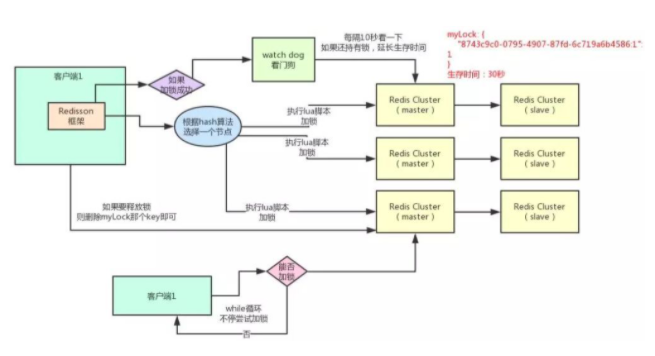 每隔10秒看一下
如果还持有锁，延长生存时间
myLock: {
"8743c9c0-0795-4907-87fd-6c719a6b4586:1":
1
}
生存时间：30秒
watch dog
看门狗
客户端1
如果
加锁成功
Redisson
框架
根据hash算法
选择一个节点
执行lua脚本
加锁
Redis Cluster
( master )
Redis Cluster
( slave )
执行lua脚本
加锁
Redis Cluster
( master )
Redis Cluster
( slave )
如果要释放锁
则删除myLock那个key即可
执行lua脚本
加锁
Redis Cluster
( master )
Redis Cluster
( slave )
能否
加锁
客户端1
while循环
不停尝试加锁
否